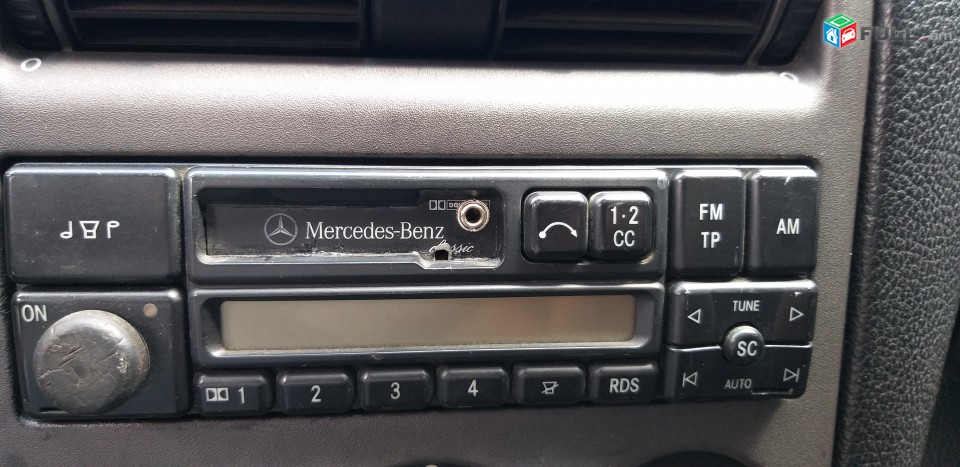 Mercedes-Benz
classic
1·2
CC
FM
TP
AM
ON
TUNE
SC
AUTO
1
2
3
4
RDS